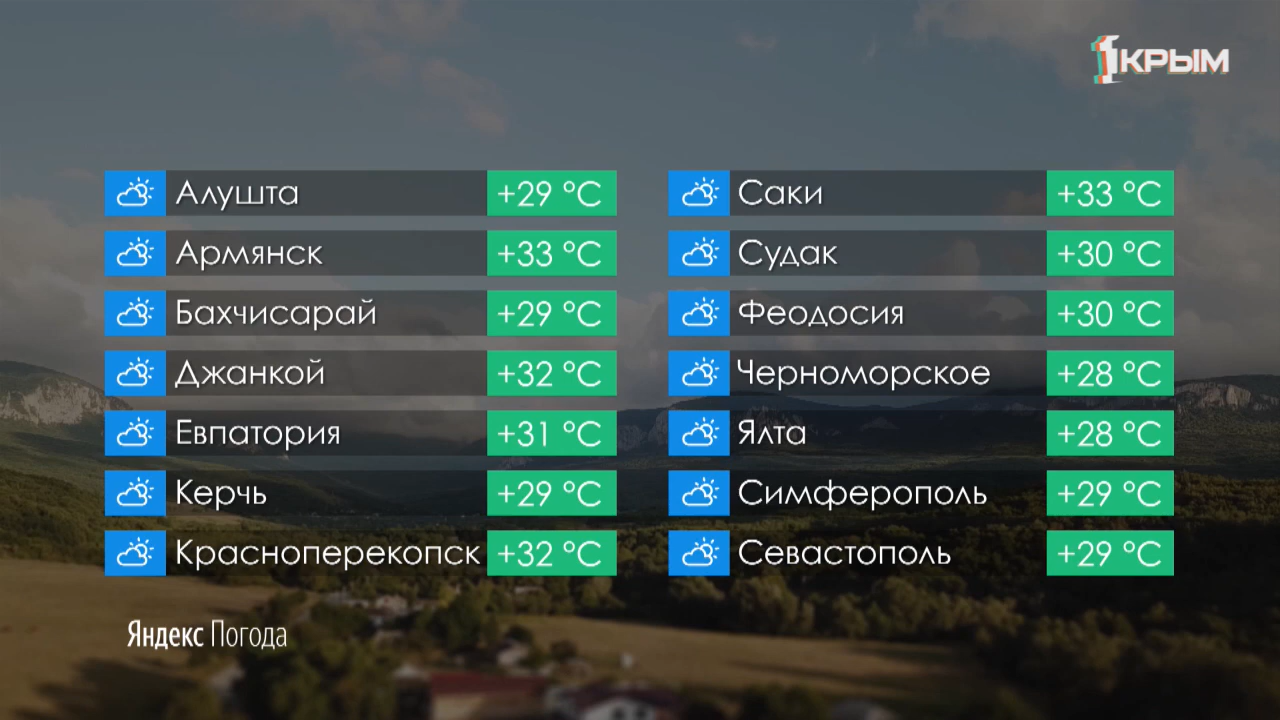 1КРЫМ
Алушта +29 °C
Армянск +33 °C
Бахчисарай +29 °C
Джанкой +32 °C
Евпатория +31 °C
Керчь +29 °C
Красноперекопск +32 °C
Саки +33 °C
Судак +30 °C
Феодосия +30 °C
Черноморское +28 °C
Ялта +28 °C
Симферополь +29 °C
Севастополь +29 °C
Яндекс Погода